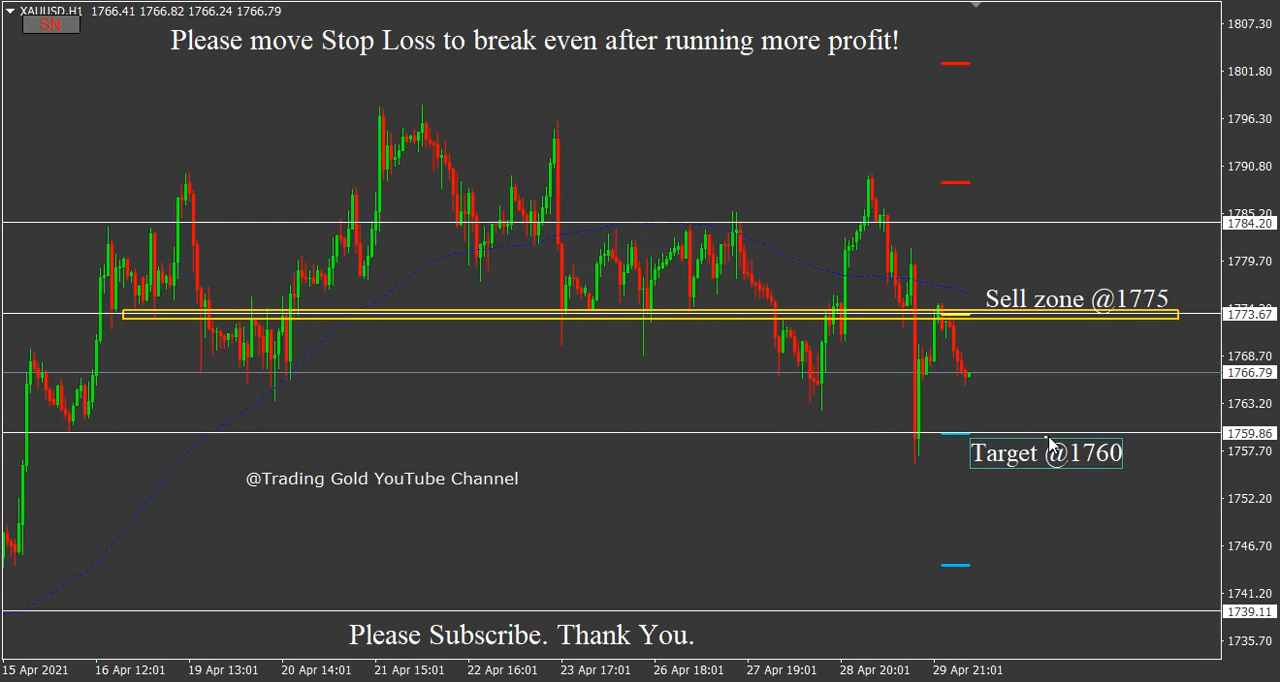 XAUUSD,H1 1766.41 1766.82 1766.24 1766.79
SN
Please move Stop Loss to break even after running more profit!
1807.30
1801.80
1796.30
1790.80
1785.20
1784.20
1779.70
Sell zone @1775
1773.67
1768.70
1766.79
1763.20
1759.86
Target @1760
1757.70
@Trading Gold YouTube Channel
1752.20
1746.70
1741.20
1739.11
Please Subscribe. Thank You.
1735.70
15 Apr 2021 16 Apr 12:01 19 Apr 13:01 20 Apr 14:01 21 Apr 15:01 22 Apr 16:01 23 Apr 17:01 26 Apr 18:01 27 Apr 19:01 28 Apr 20:01 29 Apr 21:01